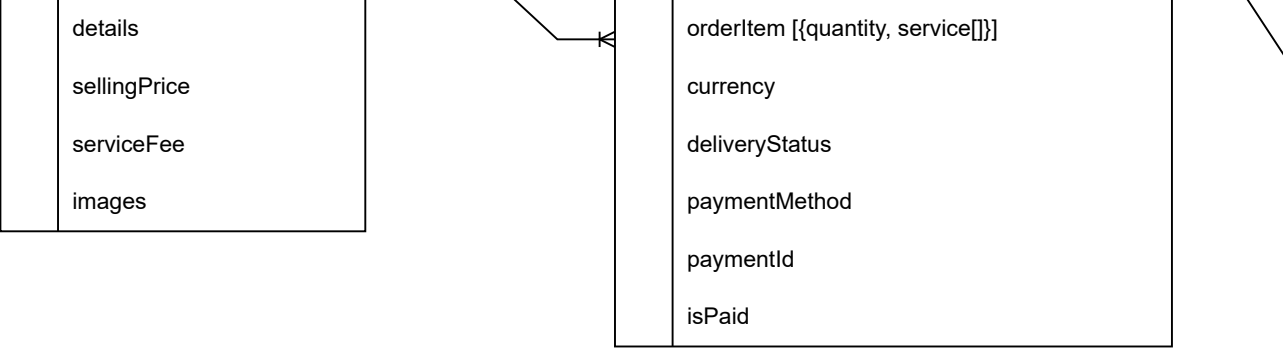 details
sellingPrice
serviceFee
images
orderItem [{quantity, service[]}]
currency
deliveryStatus
paymentMethod
paymentId
isPaid